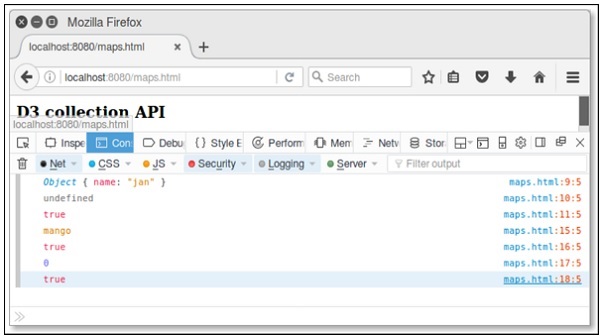 Mozilla Firefox
localhost:8080/maps.html × +
localhost:8080/maps.html Search
D3 collection API
localhost:8080/maps.html
Inspe Con: Debu { } Style E Perform Mem Netw Stor
Net CSS JS Security Logging Server Filter output
Object { name: "jan" } maps.html:9:5
undefined maps.html:10:5
true maps.html:11:5
mango maps.html:15:5
true maps.html:16:5
0 maps.html:17:5
true maps.html:18:5